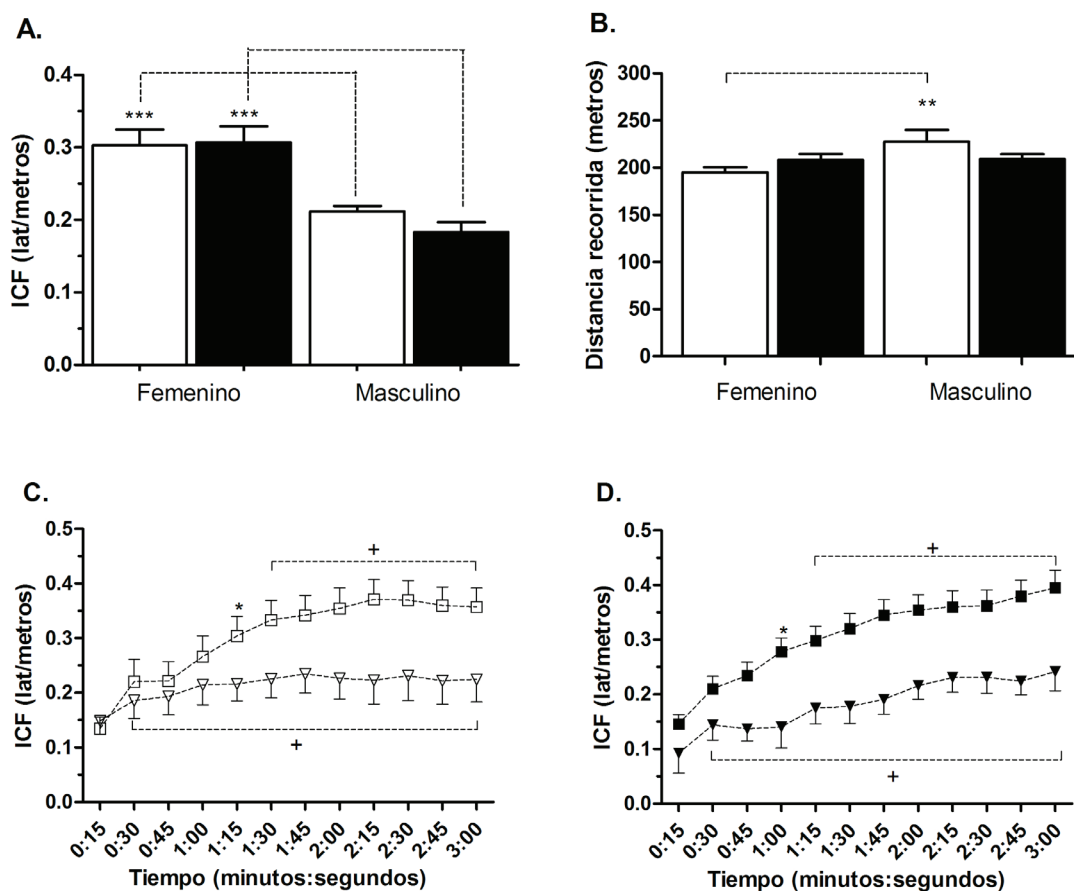 A.
ICF (lat/metros)
0.4
0.3
0.2
0.1
0.0
*** ***
Femenino Masculino
B.
Distancia recorrida (metros)
300
250
200
150
100
50
0
**
Femenino Masculino
C.
ICF (lat/metros)
0.5
0.4
0.3
0.2
0.1
0.0
+
*
+
0:15 0:30 0:45 1:00 1:15 1:30 1:45 2:00 2:15 2:30 2:45 3:00
Tiempo (minutos:segundos)
D.
ICF (lat/metros)
0.5
0.4
0.3
0.2
0.1
0.0
+
*
+
0:15 0:30 0:45 1:00 1:15 1:30 1:45 2:00 2:15 2:30 2:45 3:00
Tiempo (minutos:segundos)